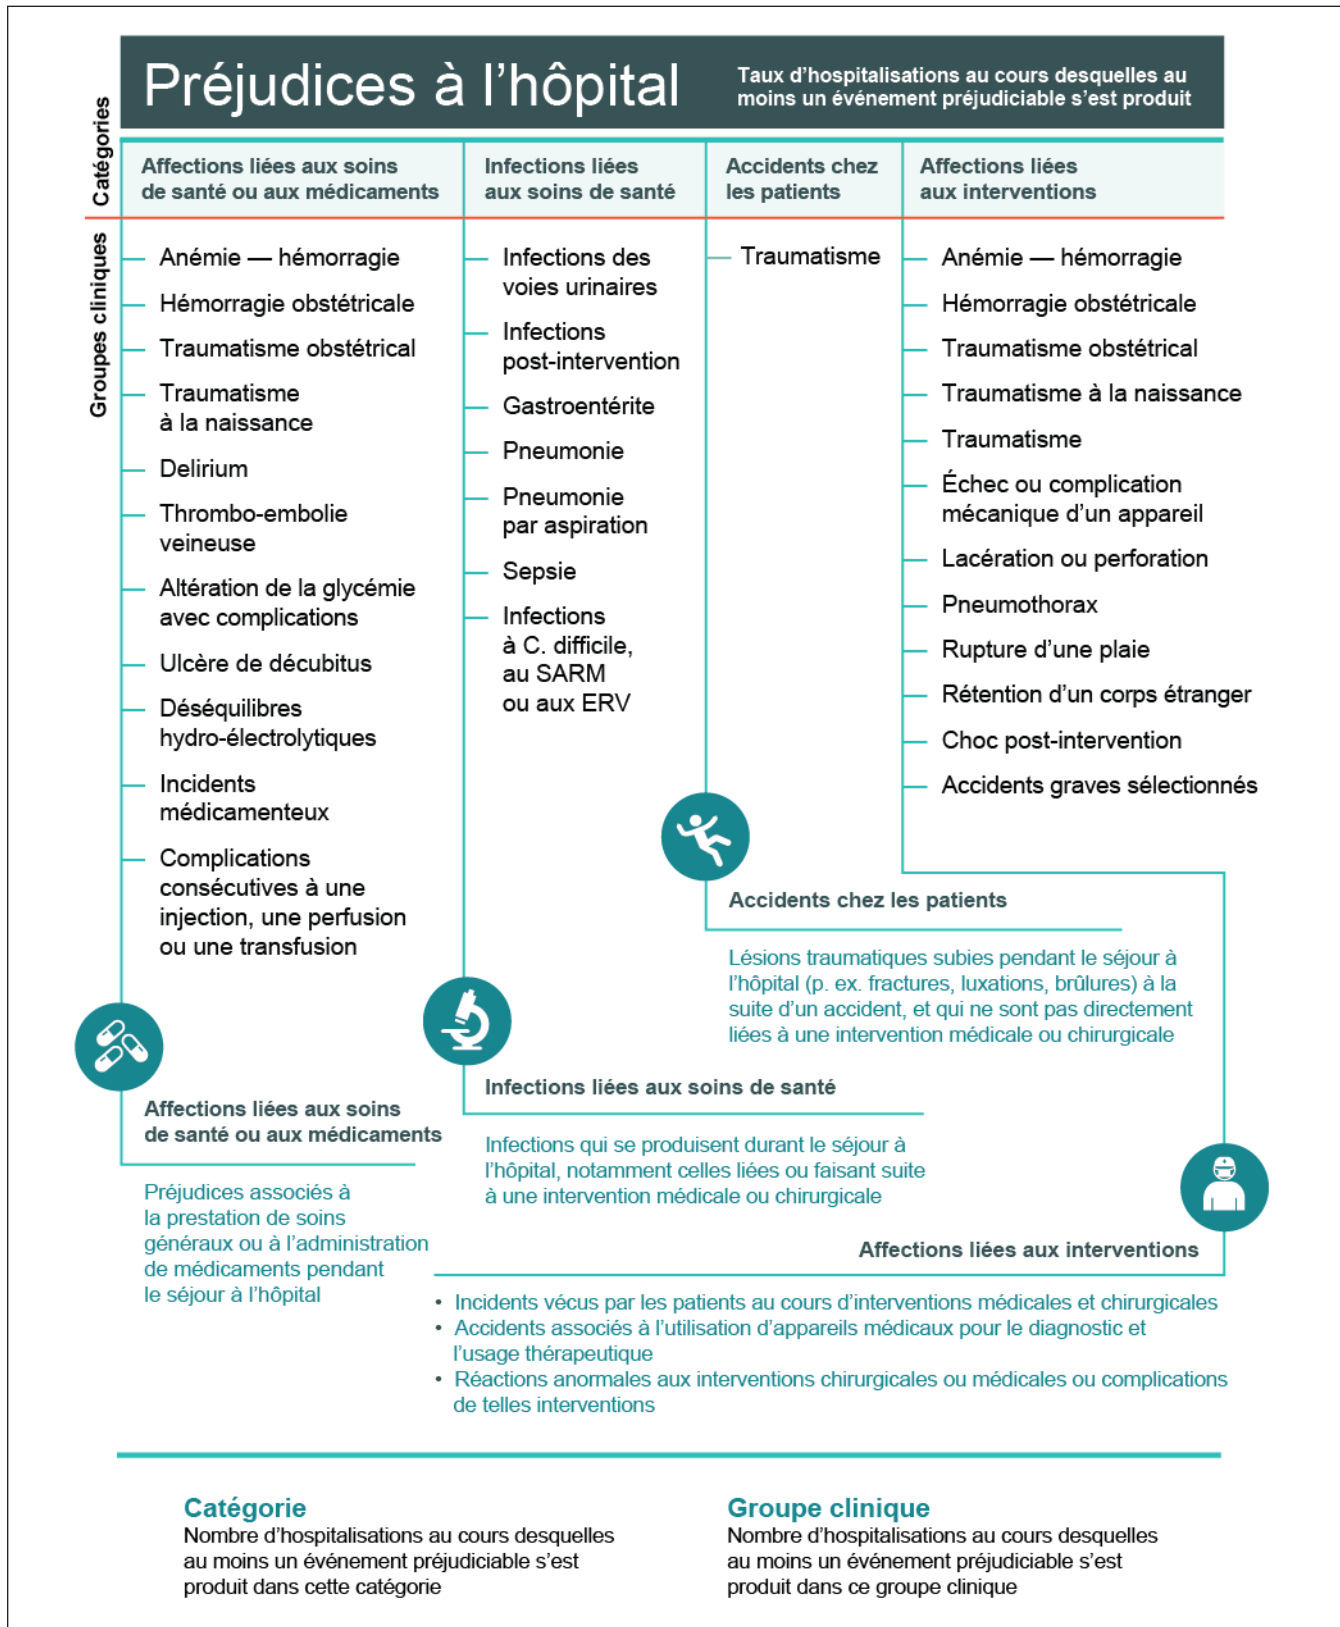 Préjudices à l'hôpital
Taux d'hospitalisations au cours desquelles au
moins un événement préjudiciable s'est produit
Catégories
Affections liées aux soins
de santé ou aux médicaments
Infections liées
aux soins de santé
Accidents chez
les patients
Affections liées
aux interventions
Groupes cliniques
Anémie — hémorragie
Hémorragie obstétricale
Traumatisme obstétrical
Traumatisme
à la naissance
Delirium
Thrombo-embolie
veineuse
Altération de la glycémie
avec complications
Ulcère de décubitus
Déséquilibres
hydro-électrolytiques
Incidents
médicamenteux
Complications
consécutives à une
injection, une perfusion
ou une transfusion
Infections des
voies urinaires
Infections
post-intervention
Gastroentérite
Pneumonie
Pneumonie
par aspiration
Sepsie
Infections
à C. difficile,
au SARM
ou aux ERV
Traumatisme
Anémie — hémorragie
Hémorragie obstétricale
Traumatisme obstétrical
Traumatisme à la naissance
Traumatisme
Échec ou complication
mécanique d'un appareil
Lacération ou perforation
Pneumothorax
Rupture d'une plaie
Rétention d'un corps étranger
Choc post-intervention
Accidents graves sélectionnés
Accidents chez les patients
Lésions traumatiques subies pendant le séjour à
l'hôpital (p. ex. fractures, luxations, brûlures) à la
suite d'un accident, et qui ne sont pas directement
liées à une intervention médicale ou chirurgicale
Infections liées aux soins de santé
Infections qui se produisent durant le séjour à
l'hôpital, notamment celles liées ou faisant suite
à une intervention médicale ou chirurgicale
Affections liées aux soins
de santé ou aux médicaments
Préjudices associés à
la prestation de soins
généraux ou à l'administration
de médicaments pendant
le séjour à l'hôpital
Affections liées aux interventions
• Incidents vécus par les patients au cours d'interventions médicales et chirurgicales
• Accidents associés à l'utilisation d'appareils médicaux pour le diagnostic et
l'usage thérapeutique
• Réactions anormales aux interventions chirurgicales ou médicales ou complications
de telles interventions
Catégorie
Nombre d'hospitalisations au cours desquelles
au moins un événement préjudiciable s'est
produit dans cette catégorie
Groupe clinique
Nombre d'hospitalisations au cours desquelles
au moins un événement préjudiciable s'est
produit dans ce groupe clinique